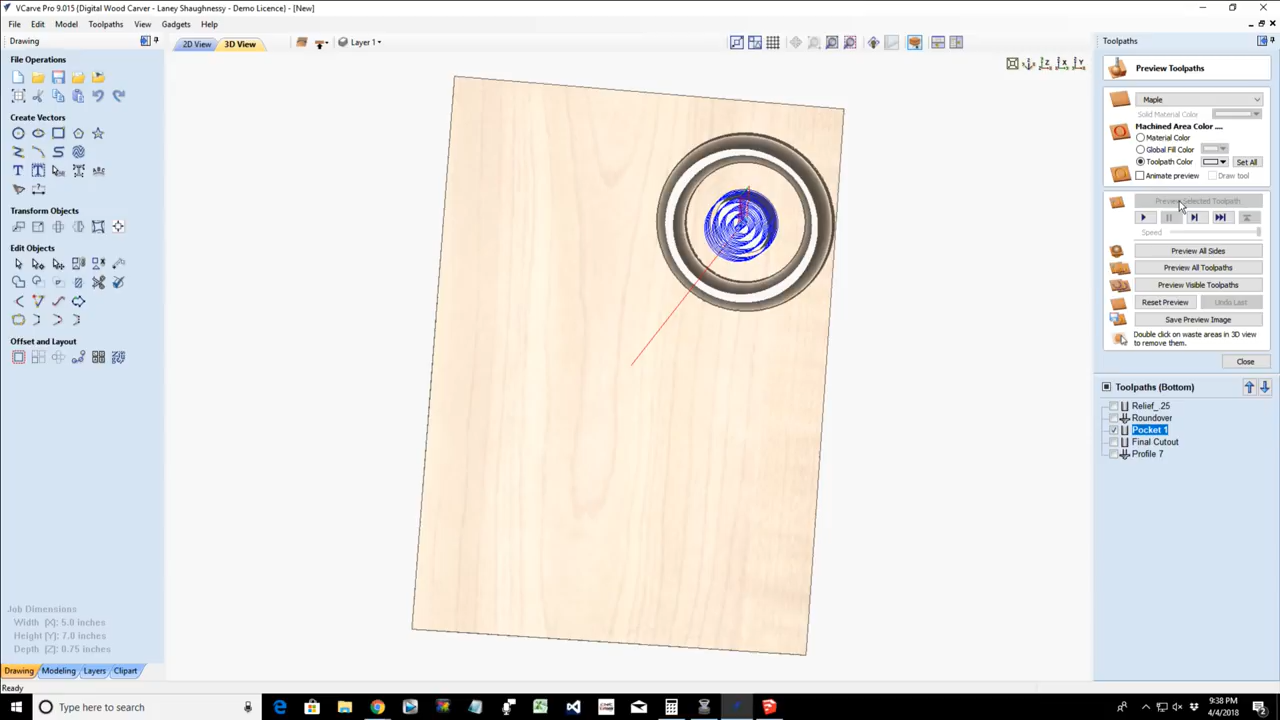 VCarve Pro 9.015 {Digital Wood Carver - Laney Shaughnessy - Demo Licence} - [New]
File Edit Model Toolpaths View Gadgets Help
Drawing
2D View 3D View
Layer 1
Toolpaths
File Operations
Create Vectors
Transform Objects
Edit Objects
Offset and Layout
Job Dimensions
Width (X): 5.0 inches
Height (Y): 7.0 inches
Depth (Z): 0.75 inches
Drawing Modeling Layers Clipart
Ready
Preview Toolpaths
Maple
Solid Material Color
Machined Area Color ....
Material Color
Global Fill Color
Toolpath Color
Set All
Animate preview
Draw tool
Preview Selected Toolpath
Speed
Preview All Sides
Preview All Toolpaths
Preview Visible Toolpaths
Reset Preview
Undo Last
Save Preview Image
Double click on waste areas in 3D view
to remove them.
Close
Toolpaths (Bottom)
Relief_.25
Roundover
Pocket 1
Final Cutout
Profile 7
Type here to search
9:38 PM
4/4/2018